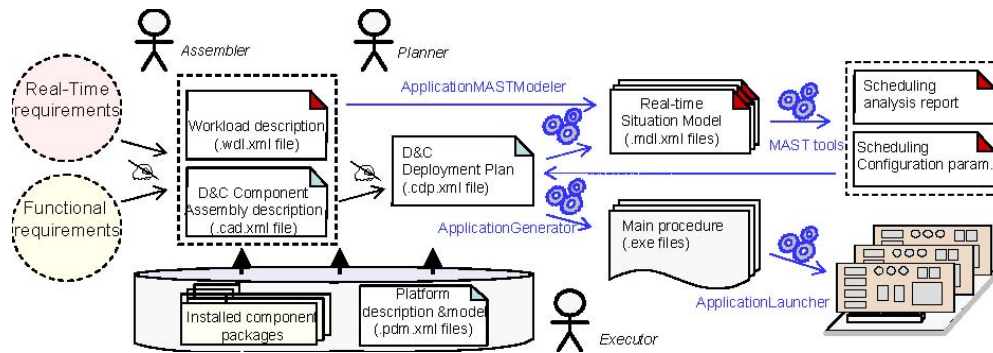 Assembler
Planner
Real-Time
requirements
Functional
requirements
Workload description
(.wdl.xml file)
D&C Component
Assembly description
(.cad.xml file)
ApplicationMASTModeler
D&C
Deployment Plan
(.cdp.xml file)
ApplicationGenerator
Real-time
Situation Model
(.mdl.xml files)
MAST tools
Scheduling
analysis report
Scheduling
Configuration param.
Main procedure
(.exe files)
ApplicationLauncher
Installed component
packages
Platform
description &model
(.pdm.xml files)
Executor